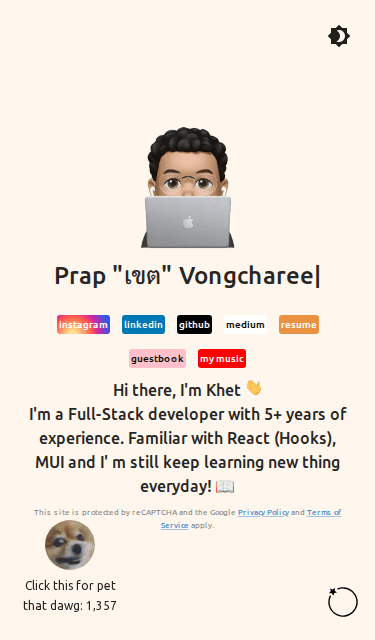 Prap "เขต" Vongcharee|
instagram linkedin github medium resume
guestbook my music
Hi there, I'm Khet 👋
I'm a Full-Stack developer with 5+ years of
experience. Familiar with React (Hooks),
MUI and I' m still keep learning new thing
everyday! 📖
This site is protected by reCAPTCHA and the Google Privacy Policy and Terms of
Service apply.
Click this for pet
that dawg: 1,357